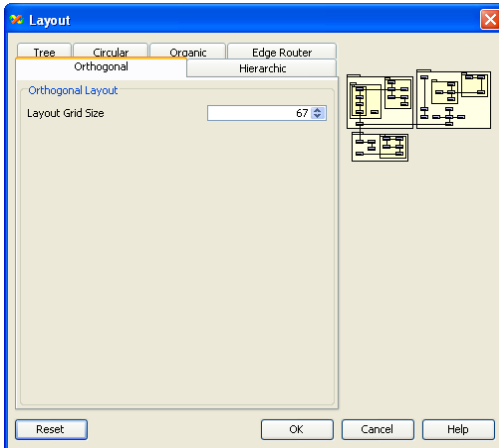 Layout
Tree Circular Organic Edge Router
Orthogonal Hierarchic
Orthogonal Layout
Layout Grid Size 67
Reset OK Cancel Help